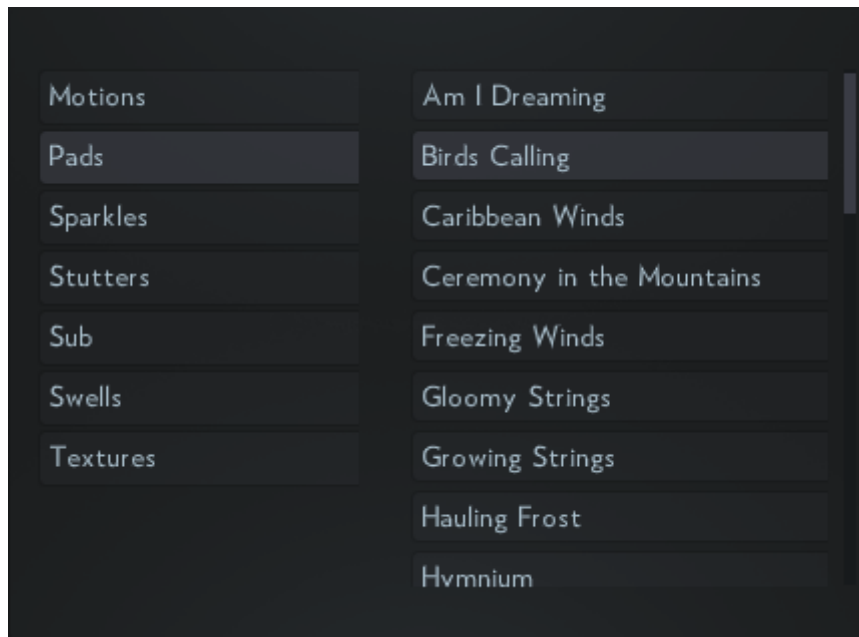 Motions
Pads
Sparkles
Stutters
Sub
Swells
Textures
Am I Dreaming
Birds Calling
Caribbean Winds
Ceremony in the Mountains
Freezing Winds
Gloomy Strings
Growing Strings
Hauling Frost
Hymnium